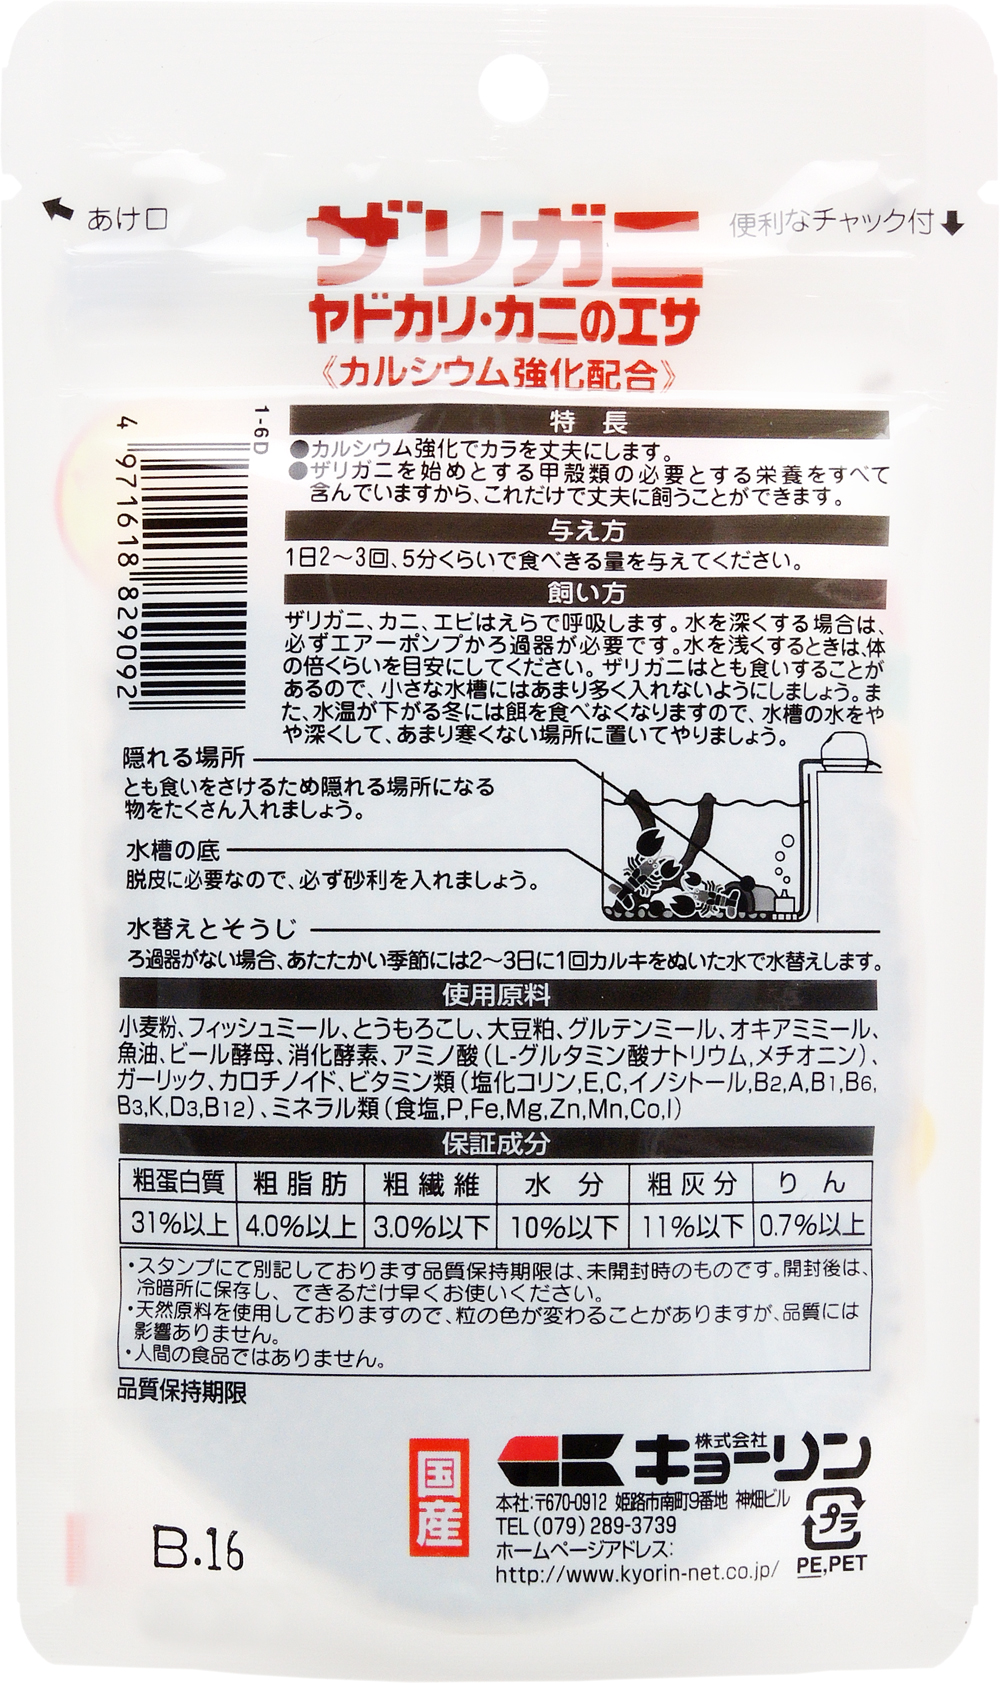 あけ口
便利なチャック付
ザリガニ
ヤドカリ・カニのエサ
《カルシウム強化配合》
1-6D
4 971618 829092
特長
●カルシウム強化でカラを丈夫にします。
●ザリガニを始めとする甲殻類の必要とする栄養をすべて
含んでいますから、これだけで丈夫に飼うことができます。
与え方
1日2～3回、5分くらいで食べきる量を与えてください。
飼い方
ザリガニ、カニ、エビはえらで呼吸します。水を深くする場合は、
必ずエアーポンプかろ過器が必要です。水を浅くするときは、体
の倍くらいを目安にしてください。ザリガニはとも食いすることが
あるので、小さな水槽にはあまり多く入れないようにしましょう。ま
た、水温が下がる冬には餌を食べなくなりますので、水槽の水をや
や深くして、あまり寒くない場所に置いてやりましょう。
隠れる場所
とも食いをさけるため隠れる場所になる
物をたくさん入れましょう。
水槽の底
脱皮に必要なので、必ず砂利を入れましょう。
水替えとそうじ
ろ過器がない場合、あたたかい季節には2～3日に1回カルキをぬいた水で水替えします。
使用原料
小麦粉、フィッシュミール、とうもろこし、大豆粕、グルテンミール、オキアミミール、
魚油、ビール酵母、消化酵素、アミノ酸（L-グルタミン酸ナトリウム,メチオニン）、
ガーリック、カロチノイド、ビタミン類（塩化コリン,E,C,イノシトール,B2,A,B1,B6,
B3,K,D3,B12）、ミネラル類（食塩,P,Fe,Mg,Zn,Mn,Co,I）
保証成分
粗蛋白質 粗脂肪 粗繊維 水分 粗灰分 りん
31%以上 4.0%以上 3.0%以下 10%以下 11%以下 0.7%以上
・スタンプにて別記しております品質保持期限は、未開封時のものです。開封後は、
冷暗所に保存し、できるだけ早くお使いください。
・天然原料を使用しておりますので、粒の色が変わることがありますが、品質には
影響ありません。
・人間の食品ではありません。
品質保持期限
国産
株式会社
キョーリン
本社:〒670-0912 姫路市南町9番地 神畑ビル
TEL(079)289-3739
ホームページアドレス:
http://www.kyorin-net.co.jp/
プラ
PE,PET
B.16